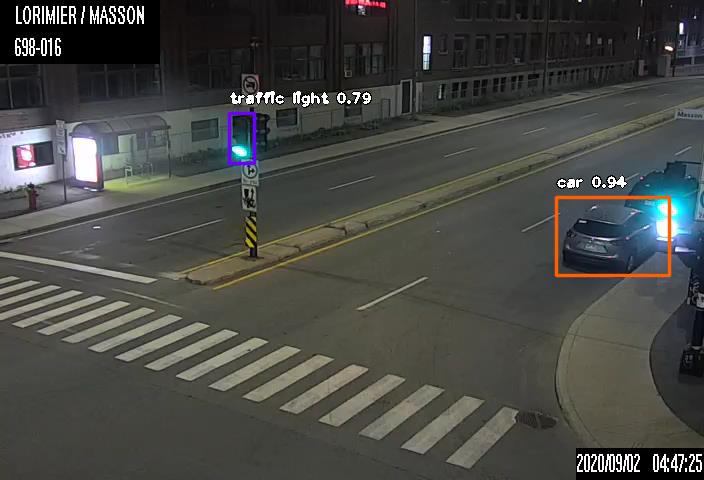 LORIMIER / MASSON
698-016
traffic light 0.79
Masson
car 0.94
2020/09/02 04:47:25